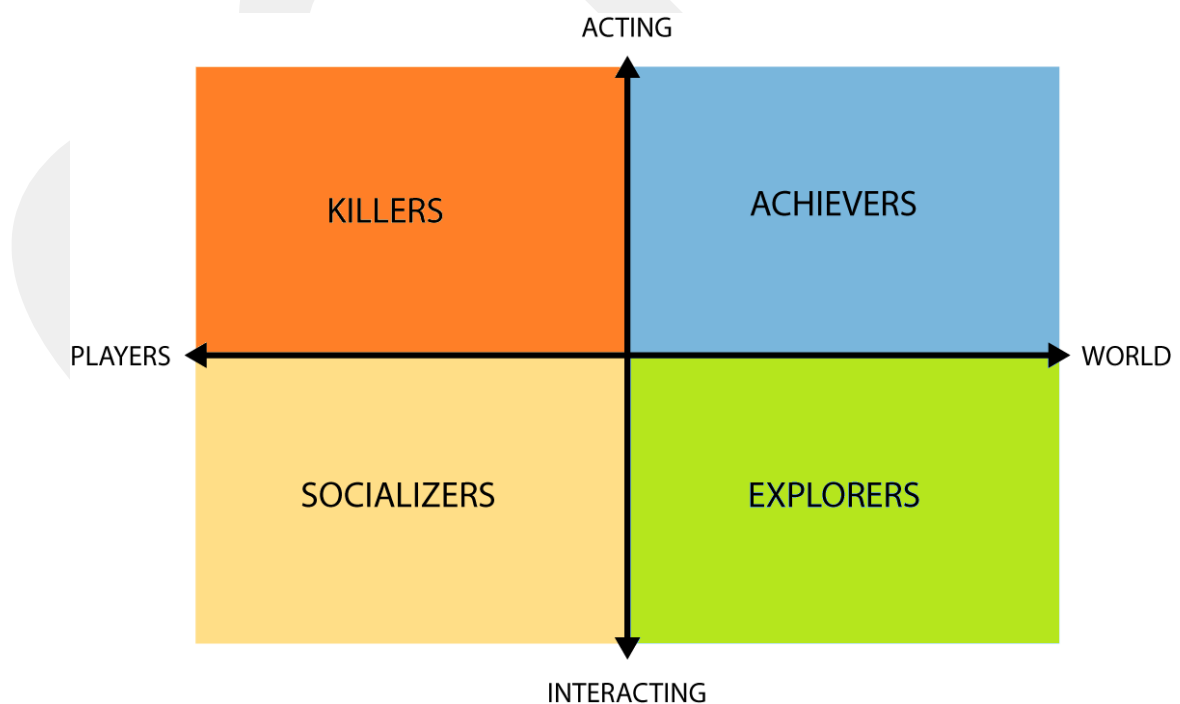 ACTING
KILLERS
ACHIEVERS
PLAYERS
WORLD
SOCIALIZERS
EXPLORERS
INTERACTING